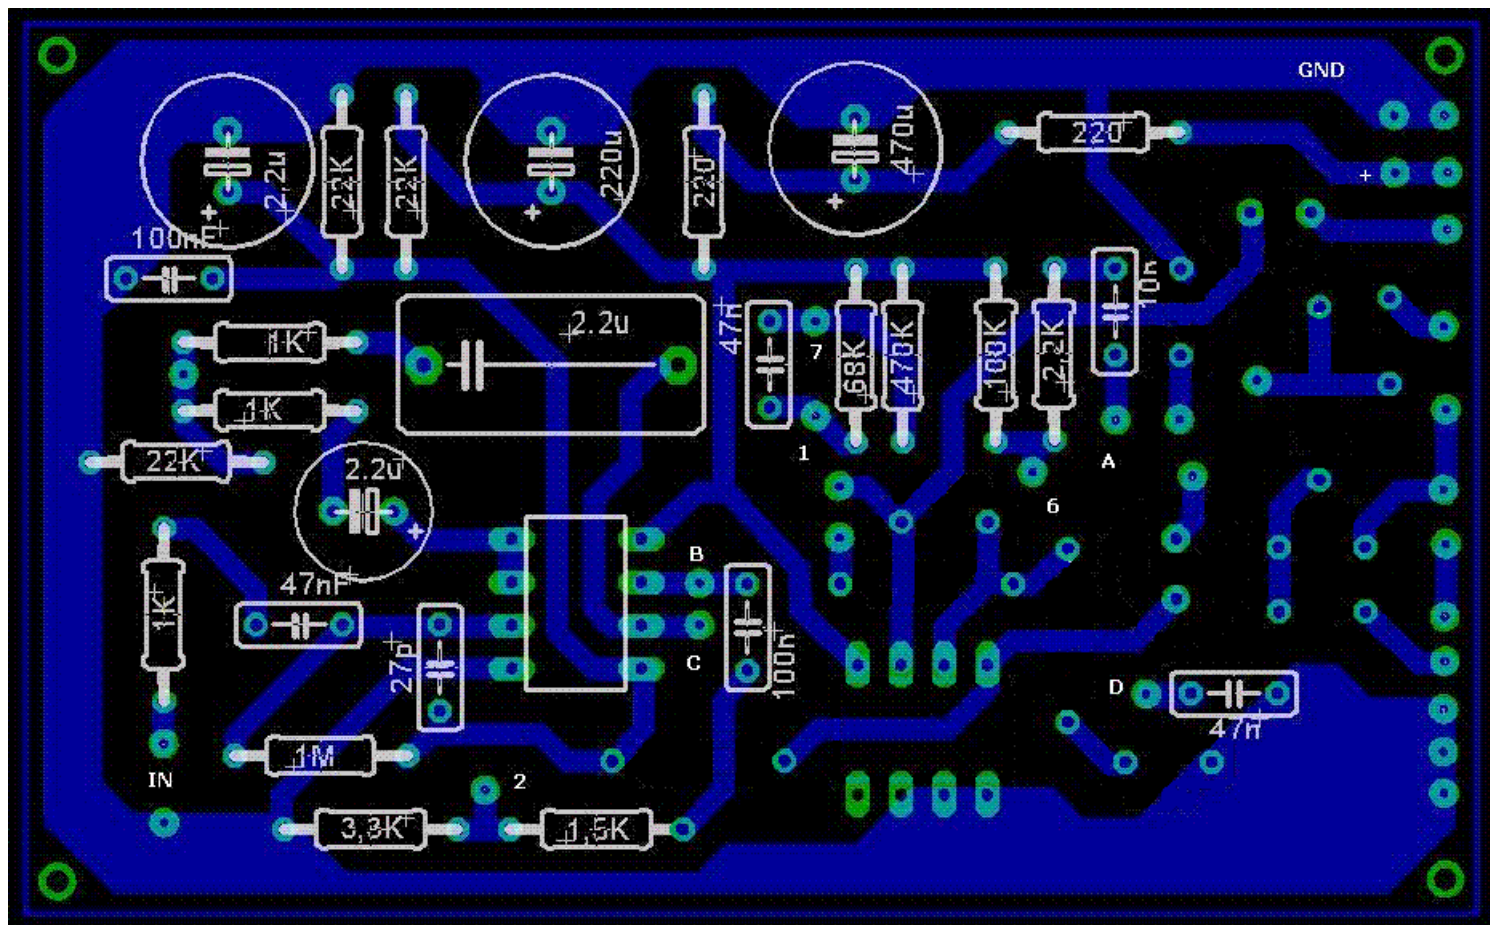 GND
2,2u
22K
22K
220u
220
470u
220
+
+
+
+
100nF
10n
1K
2.2u
47n
7
68K
470K
100K
2,2K
1K
1
22K
2.2u
A
6
+
B
47nF
1K
27p
C
100n
D
47n
1M
IN
2
3,3K
1,5K